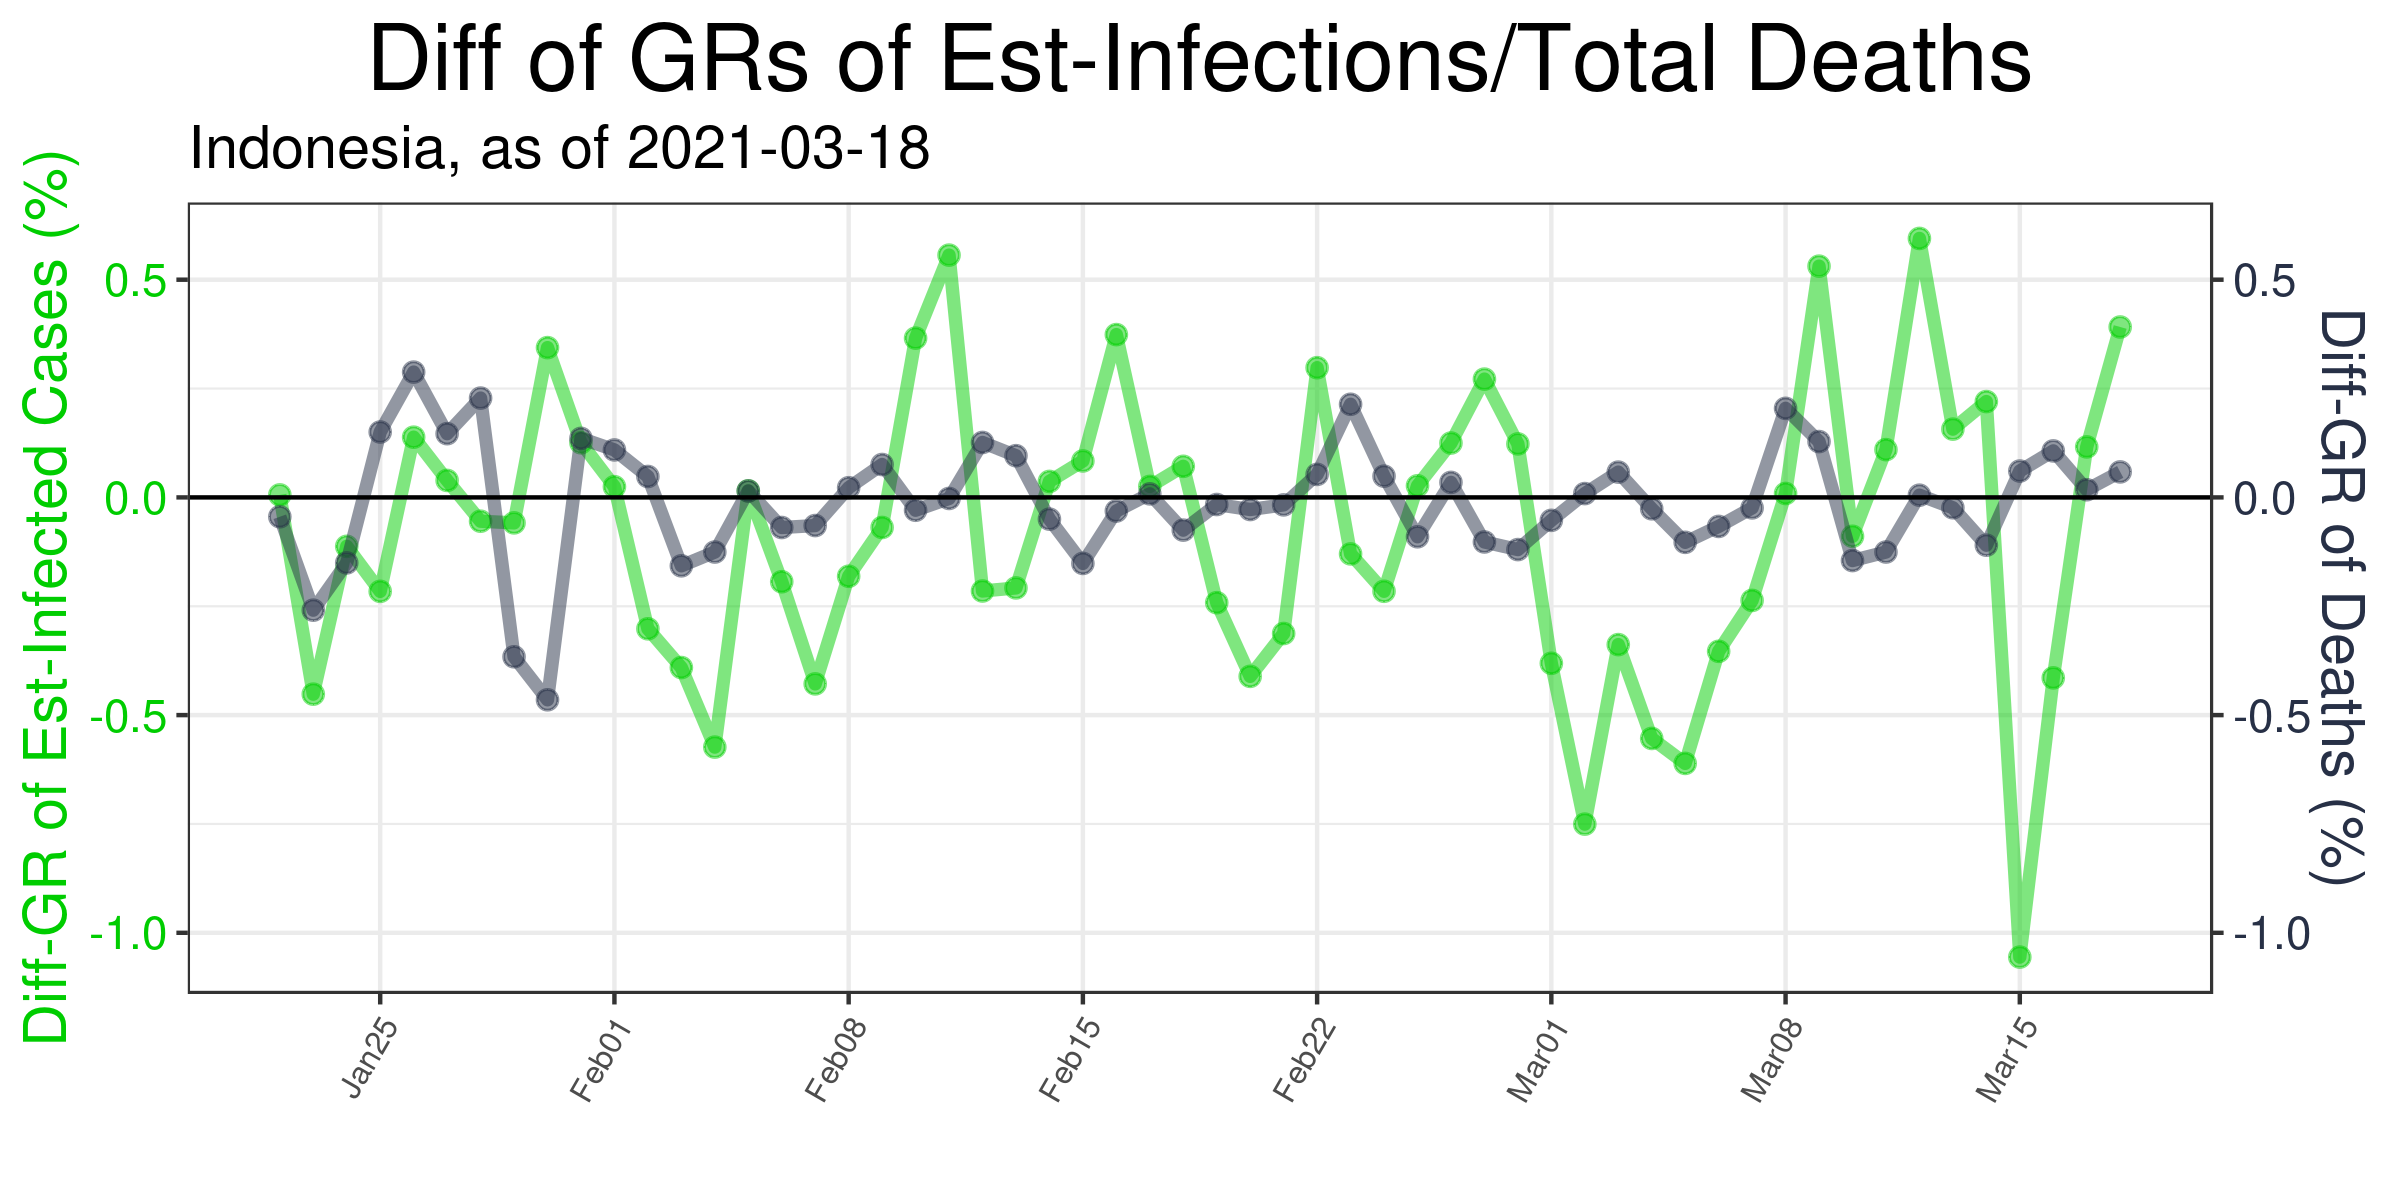 Diff of GRs of Est-Infections/Total Deaths
Indonesia, as of 2021-03-18
Diff-GR of Est-Infected Cases (%)
0.5
0.0
-0.5
-1.0
0.5
0.0
-0.5
-1.0
Diff-GR of Deaths (%)
Jan25
Feb01
Feb08
Feb15
Feb22
Mar01
Mar08
Mar15